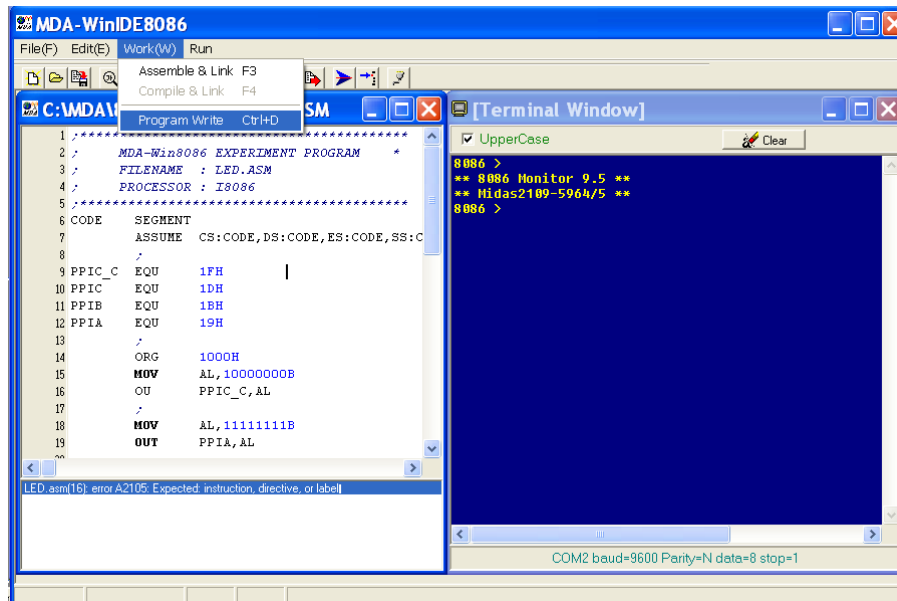 MDA-WinIDE8086
File(F) Edit(E) Work(W) Run
Assemble & Link F3
Compile & Link F4
Program Write Ctrl+D
C:\MDA\ SM
1 ;****************************************
2 ; MDA-Win8086 EXPERIMENT PROGRAM *
3 ; FILENAME : LED.ASM
4 ; PROCESSOR : I8086
5 ;****************************************
6 CODE SEGMENT
7 ASSUME CS:CODE,DS:CODE,ES:CODE,SS:C
8 ;
9 PPIC_C EQU 1FH
10 PPIC EQU 1DH
11 PPIB EQU 1BH
12 PPIA EQU 19H
13 ;
14 ORG 1000H
15 MOV AL,10000000B
16 OU PPIC_C,AL
17 ;
18 MOV AL,11111111B
19 OUT PPIA,AL
LED.asm(16): error A2105: Expected: instruction, directive, or label
[Terminal Window]
UpperCase Clear
8086 >
** 8086 Monitor 9.5 **
** Midas2109-5964/5 **
8086 >
COM2 baud=9600 Parity=N data=8 stop=1